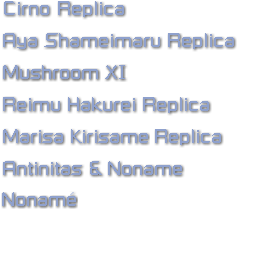 Cirno Replica
Aya Shameimaru Replica
Mushroom XI
Reimu Hakurei Replica
Marisa Kirisame Replica
Antinitas & Noname
Nonamé